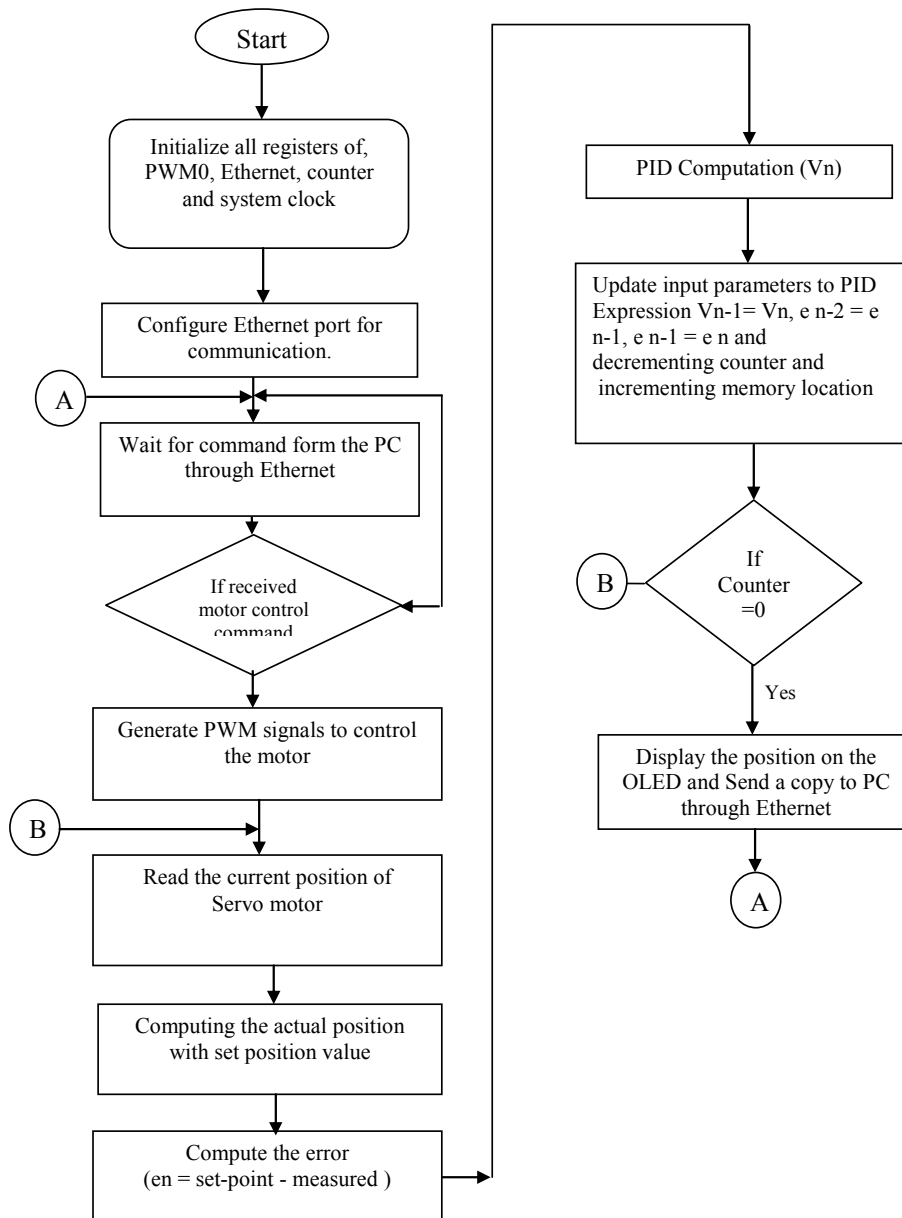 Start
Initialize all registers of,
PWM0, Ethernet, counter
and system clock
Configure Ethernet port for
communication.
A
Wait for command form the PC
through Ethernet
If received
motor control
command
Generate PWM signals to control
the motor
B
Read the current position of
Servo motor
Computing the actual position
with set position value
Compute the error
(en = set-point - measured )
PID Computation (Vn)
Update input parameters to PID
Expression Vn-1= Vn, e n-2 = e
n-1, e n-1 = e n and
decrementing counter and
incrementing memory location
B
If
Counter
=0
Yes
Display the position on the
OLED and Send a copy to PC
through Ethernet
A